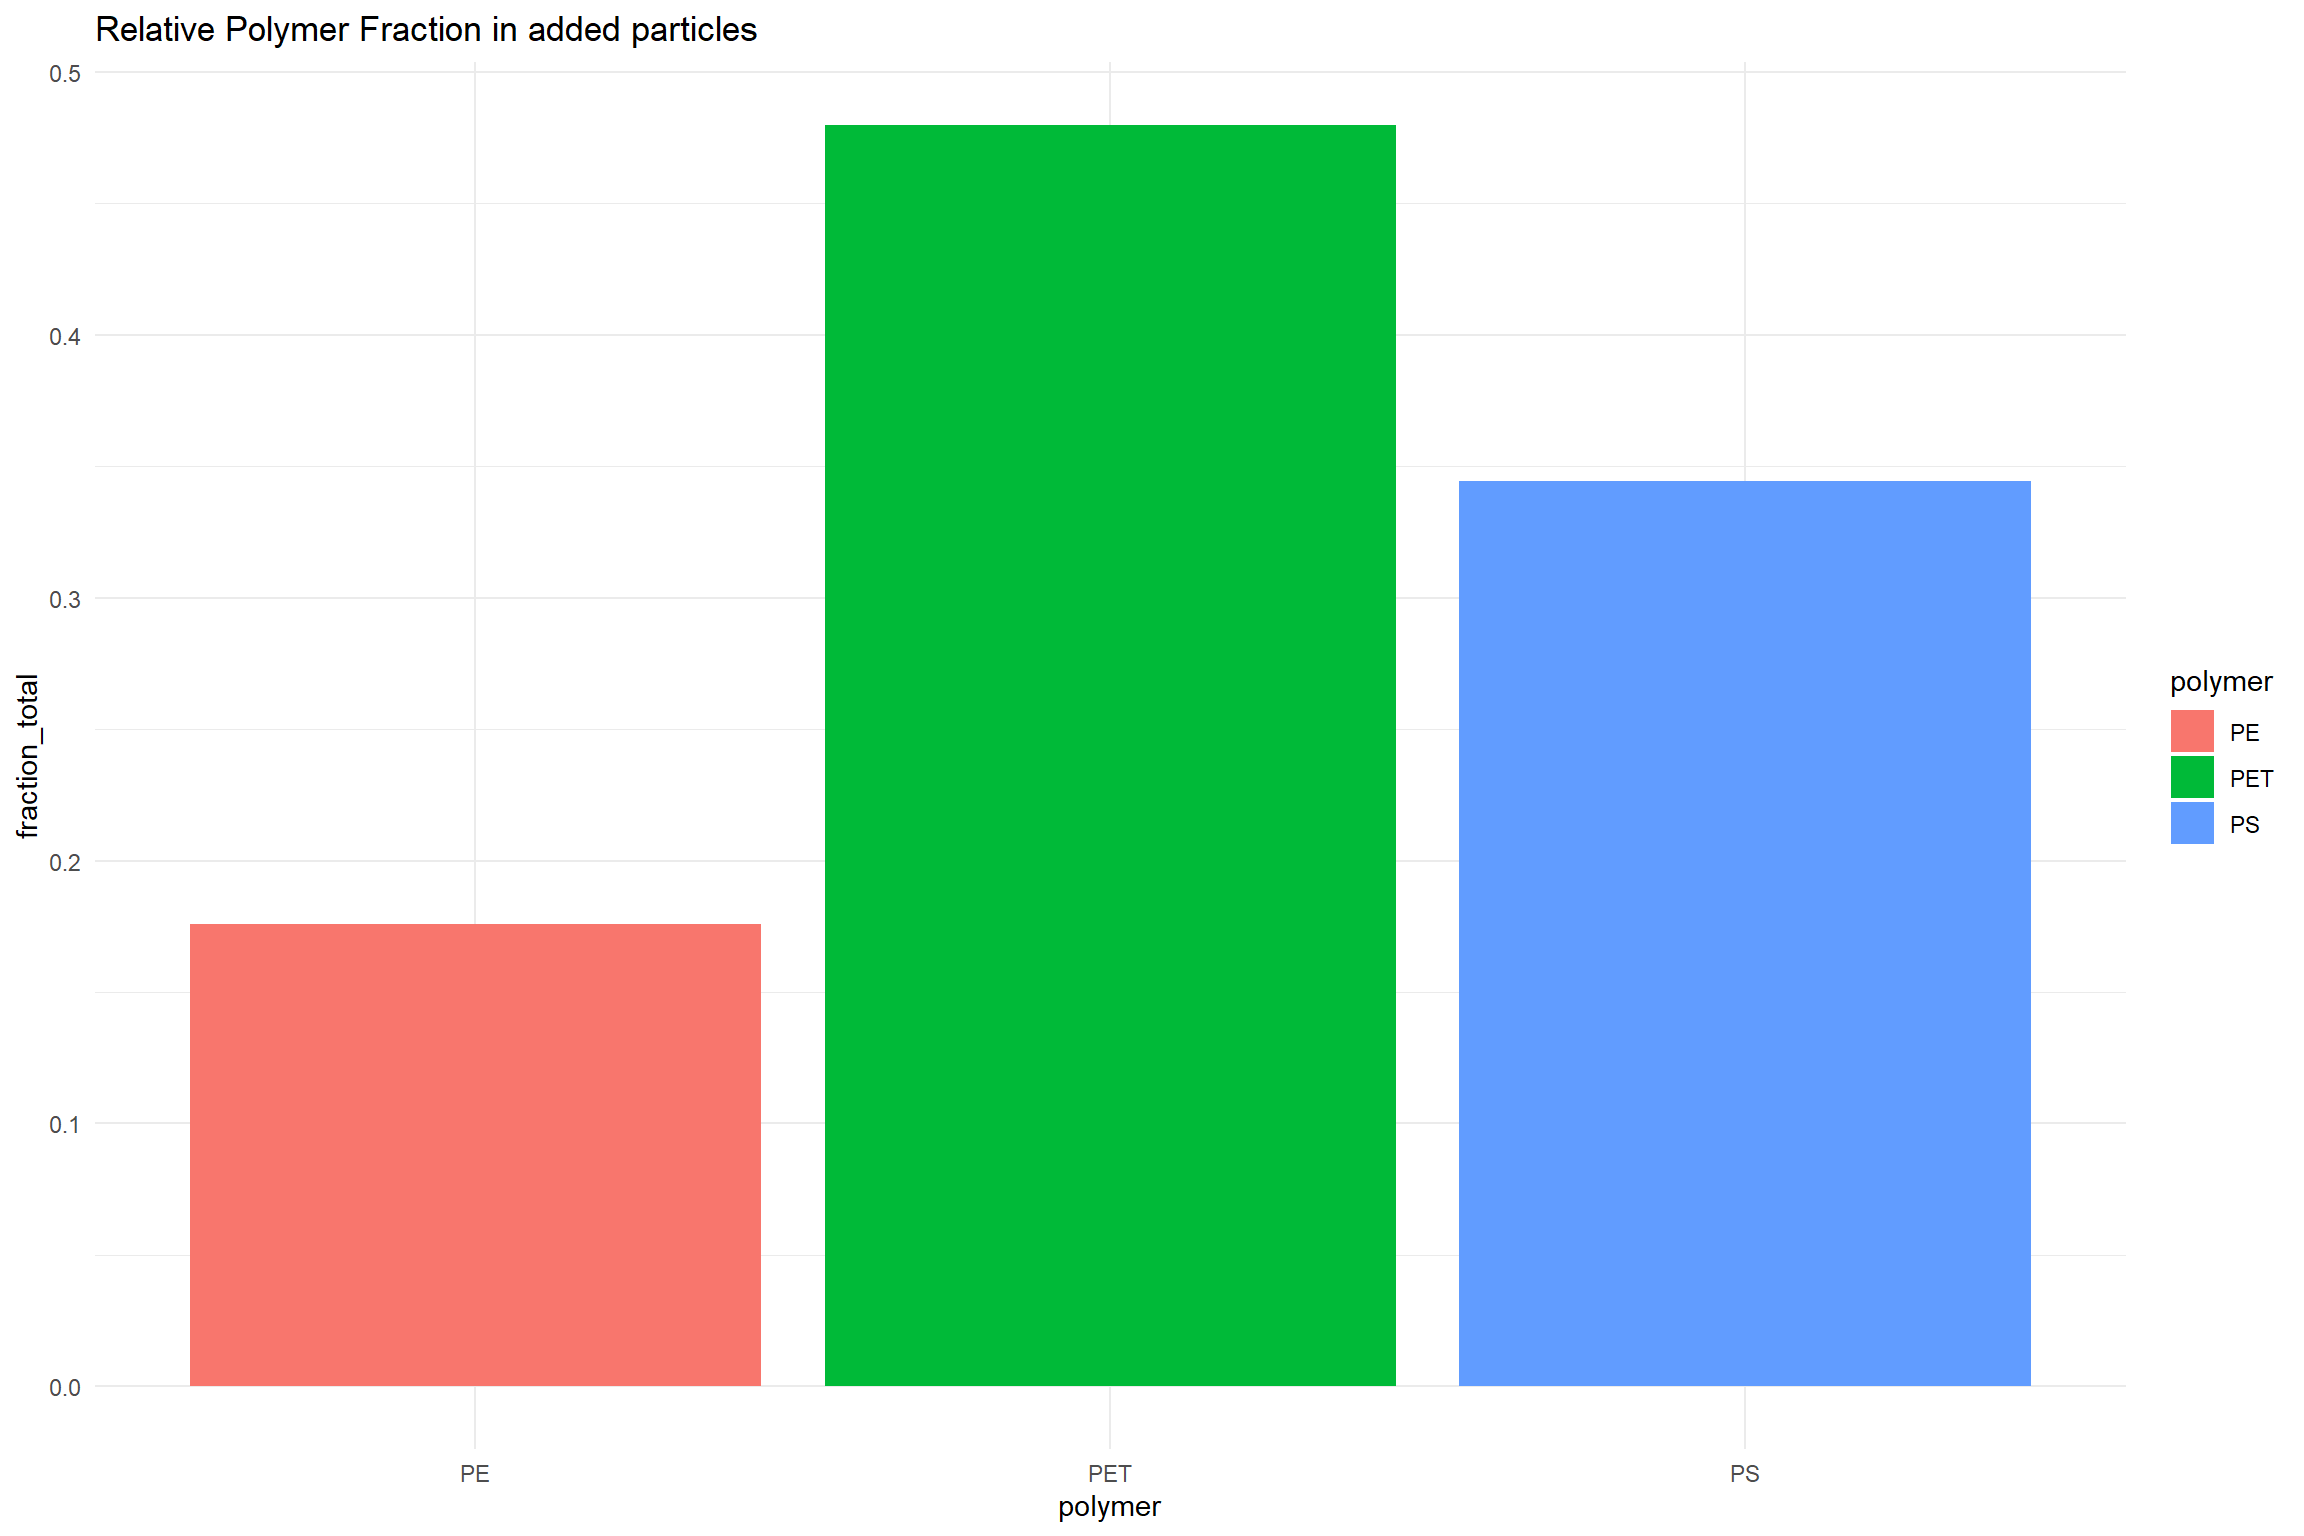 Relative Polymer Fraction in added particles
0.5
0.4
0.3
0.2
0.1
0.0
fraction_total
PE
PET
PS
polymer
polymer
PE
PET
PS